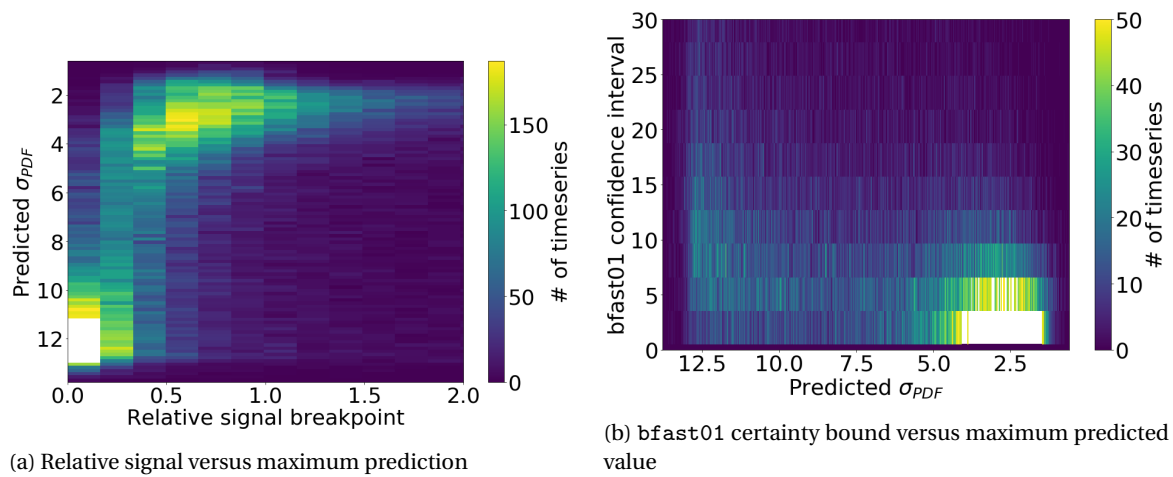 2
4
6
8
10
12
Predicted σPDF
0.0 0.5 1.0 1.5 2.0
Relative signal breakpoint
150
100
50
0
# of timeseries
(a) Relative signal versus maximum prediction
30
25
20
15
10
5
0
bfast01 confidence interval
12.5 10.0 7.5 5.0 2.5
Predicted σPDF
50
40
30
20
10
0
# of timeseries
(b) bfast01 certainty bound versus maximum predicted
value